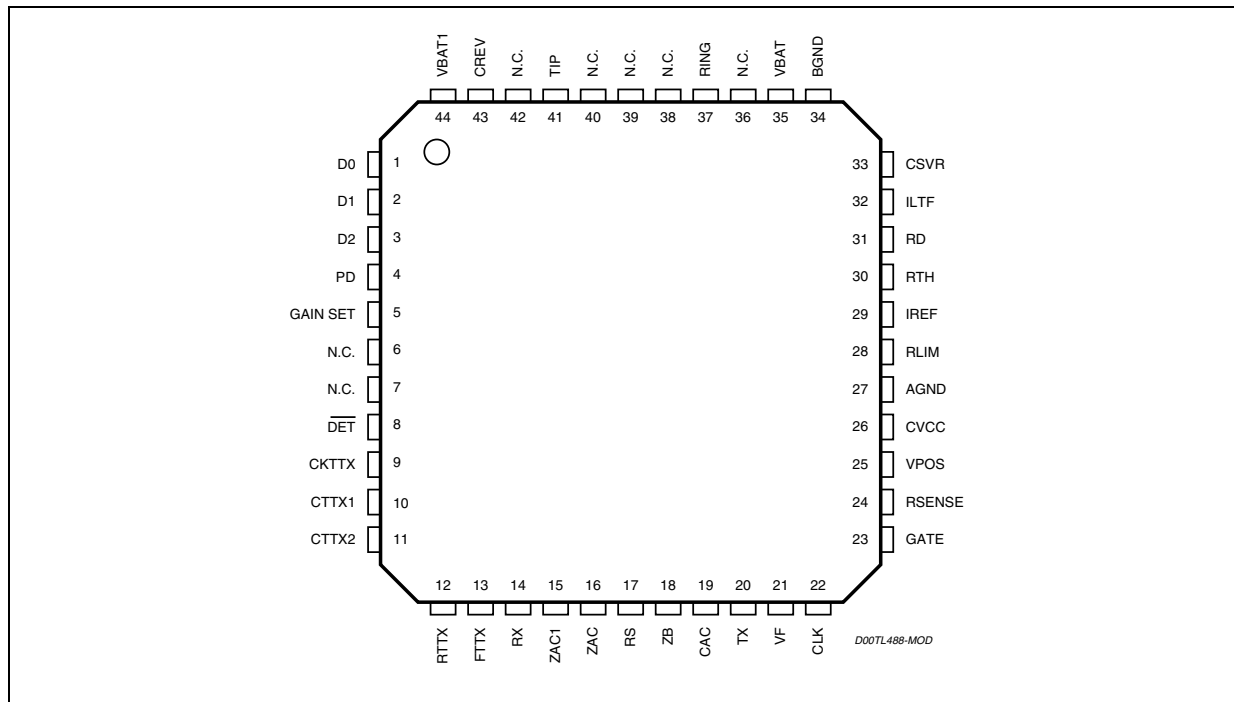 VBAT1 CREV N.C. TIP N.C. N.C. N.C. RING N.C. VBAT BGND
44 43 42 41 40 39 38 37 36 35 34
D0 1 33 CSVR
D1 2 32 ILTF
D2 3 31 RD
PD 4 30 RTH
GAIN SET 5 29 IREF
N.C. 6 28 RLIM
N.C. 7 27 AGND
DET 8 26 CVCC
CKTTX 9 25 VPOS
CTTX1 10 24 RSENSE
CTTX2 11 23 GATE
12 13 14 15 16 17 18 19 20 21 22
RTTX FTTX RX ZAC1 ZAC RS ZB CAC TX VF CLK
D00TL488-MOD